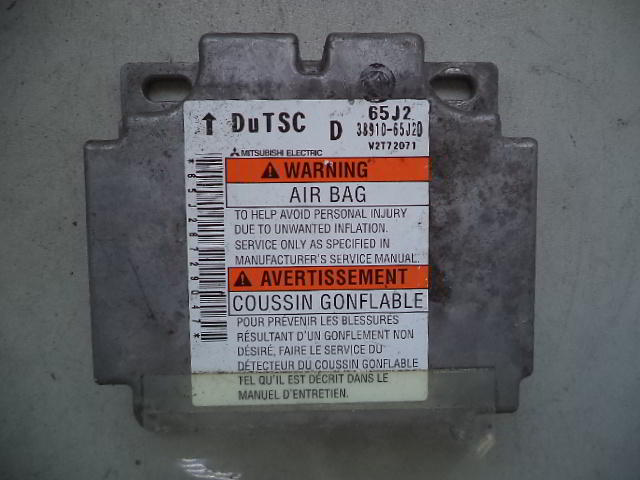 ↑ DuTSC D 65J2
38910-65J20
W2T72071
MITSUBISHI ELECTRIC
WARNING
AIR BAG
TO HELP AVOID PERSONAL INJURY
DUE TO UNWANTED INFLATION.
SERVICE ONLY AS SPECIFIED IN
MANUFACTURER'S SERVICE MANUAL.
AVERTISSEMENT
COUSSIN GONFLABLE
POUR PRÉVENIR LES BLESSURES
RÉSULTANT D'UN GONFLEMENT NON
DÉSIRÉ, FAIRE LE SERVICE DU
DÉTECTEUR DU COUSSIN GONFLABLE
TEL QU'IL EST DÉCRIT DANS LE
MANUEL D'ENTRETIEN.